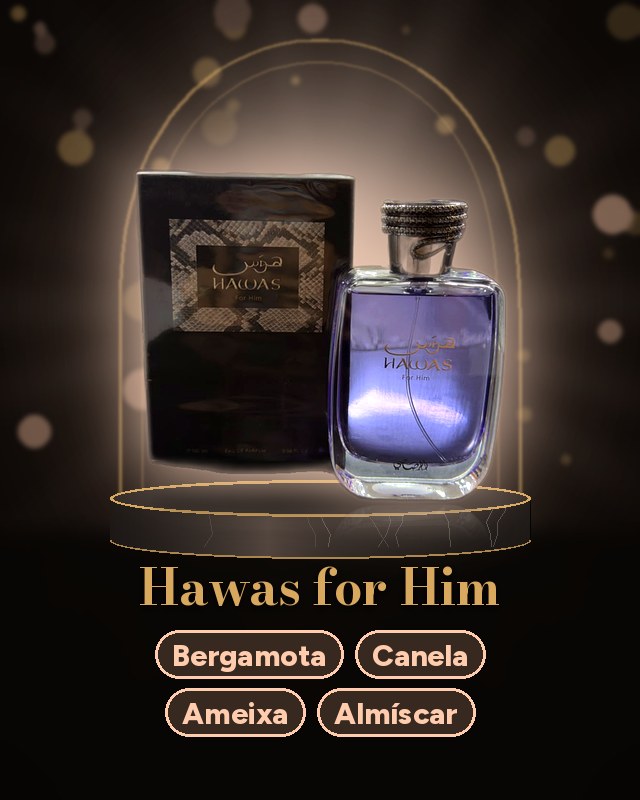 هوس
HAWAS
For Him
هوس
HAWAS
For Him
Hawas for Him
Bergamota Canela
Ameixa Almíscar